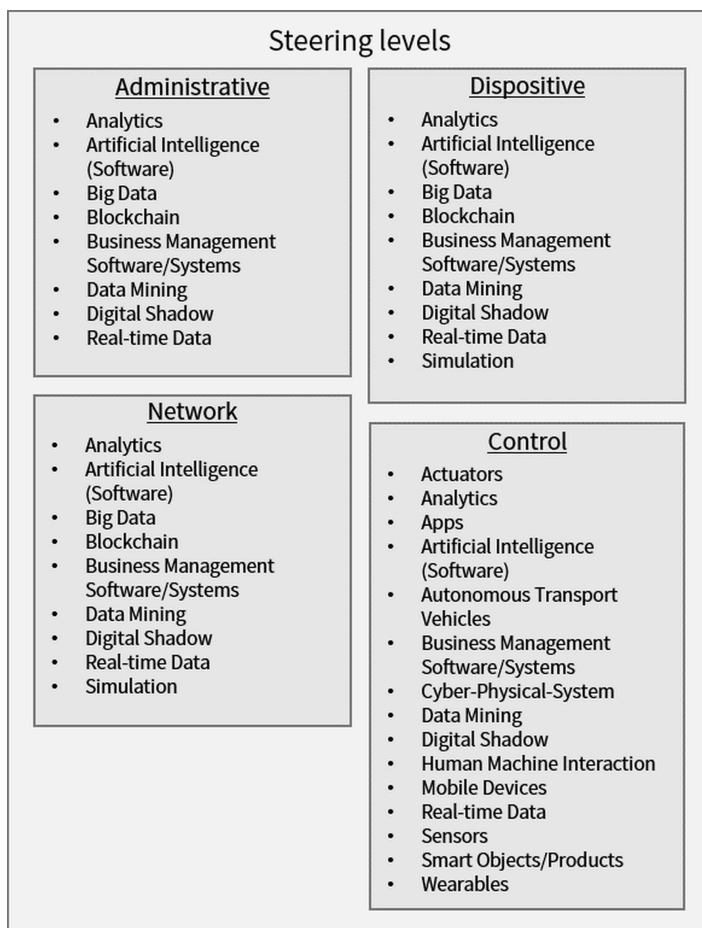 Steering levels
Administrative
• Analytics
• Artificial Intelligence
(Software)
• Big Data
• Blockchain
• Business Management
Software/Systems
• Data Mining
• Digital Shadow
• Real-time Data
Dispositive
• Analytics
• Artificial Intelligence
(Software)
• Big Data
• Blockchain
• Business Management
Software/Systems
• Data Mining
• Digital Shadow
• Real-time Data
• Simulation
Network
• Analytics
• Artificial Intelligence
(Software)
• Big Data
• Blockchain
• Business Management
Software/Systems
• Data Mining
• Digital Shadow
• Real-time Data
• Simulation
Control
• Actuators
• Analytics
• Apps
• Artificial Intelligence
(Software)
• Autonomous Transport
Vehicles
• Business Management
Software/Systems
• Cyber-Physical-System
• Data Mining
• Digital Shadow
• Human Machine Interaction
• Mobile Devices
• Real-time Data
• Sensors
• Smart Objects/Products
• Wearables